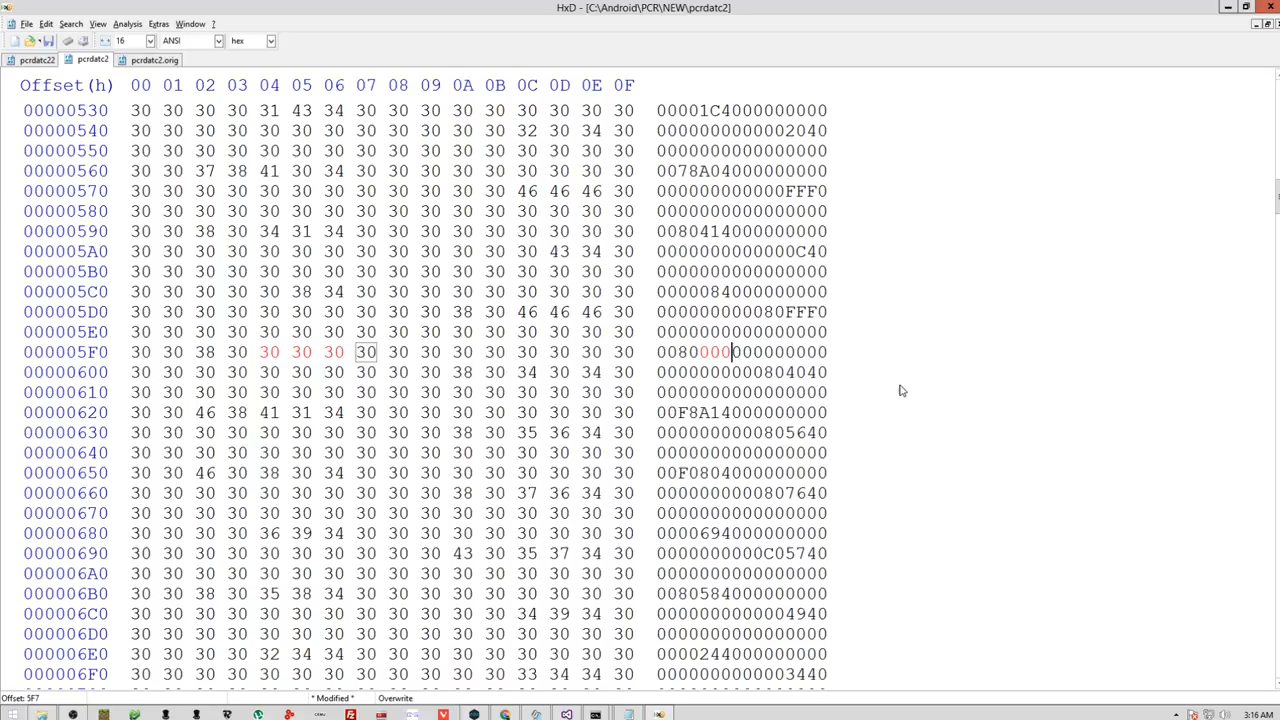 HxD - [C:\Android\PCR\NEW\pcrdatc2]
File Edit Search View Analysis Extras Window ?
16 ANSI hex
pcrdatc22 pcrdatc2 pcrdatc2.orig
Offset(h) 00 01 02 03 04 05 06 07 08 09 0A 0B 0C 0D 0E 0F
00000530 30 30 30 30 31 43 34 30 30 30 30 30 30 30 30 30 00001C4000000000
00000540 30 30 30 30 30 30 30 30 30 30 30 30 32 30 34 30 0000000000002040
00000550 30 30 30 30 30 30 30 30 30 30 30 30 30 30 30 30 0000000000000000
00000560 30 30 37 38 41 30 34 30 30 30 30 30 30 30 30 30 0078A04000000000
00000570 30 30 30 30 30 30 30 30 30 30 30 30 46 46 46 30 000000000000FFF0
00000580 30 30 30 30 30 30 30 30 30 30 30 30 30 30 30 30 0000000000000000
00000590 30 30 38 30 34 31 34 30 30 30 30 30 30 30 30 30 0080414000000000
000005A0 30 30 30 30 30 30 30 30 30 30 30 30 30 43 34 30 0000000000000C40
000005B0 30 30 30 30 30 30 30 30 30 30 30 30 30 30 30 30 0000000000000000
000005C0 30 30 30 30 30 38 34 30 30 30 30 30 30 30 30 30 0000084000000000
000005D0 30 30 30 30 30 30 30 30 30 30 38 30 46 46 46 30 000000000080FFF0
000005E0 30 30 30 30 30 30 30 30 30 30 30 30 30 30 30 30 0000000000000000
000005F0 30 30 38 30 30 30 30 30 30 30 30 30 30 30 30 30 0080000000000000
00000600 30 30 30 30 30 30 30 30 30 30 38 30 34 30 34 30 0000000000804040
00000610 30 30 30 30 30 30 30 30 30 30 30 30 30 30 30 30 0000000000000000
00000620 30 30 46 38 41 31 34 30 30 30 30 30 30 30 30 30 00F8A14000000000
00000630 30 30 30 30 30 30 30 30 30 30 38 30 35 36 34 30 0000000000805640
00000640 30 30 30 30 30 30 30 30 30 30 30 30 30 30 30 30 0000000000000000
00000650 30 30 46 30 38 30 34 30 30 30 30 30 30 30 30 30 00F0804000000000
00000660 30 30 30 30 30 30 30 30 30 30 38 30 37 36 34 30 0000000000807640
00000670 30 30 30 30 30 30 30 30 30 30 30 30 30 30 30 30 0000000000000000
00000680 30 30 30 30 36 39 34 30 30 30 30 30 30 30 30 30 0000694000000000
00000690 30 30 30 30 30 30 30 30 30 30 43 30 35 37 34 30 0000000000C05740
000006A0 30 30 30 30 30 30 30 30 30 30 30 30 30 30 30 30 0000000000000000
000006B0 30 30 38 30 35 38 34 30 30 30 30 30 30 30 30 30 0080584000000000
000006C0 30 30 30 30 30 30 30 30 30 30 30 30 34 39 34 30 0000000000004940
000006D0 30 30 30 30 30 30 30 30 30 30 30 30 30 30 30 30 0000000000000000
000006E0 30 30 30 30 32 34 34 30 30 30 30 30 30 30 30 30 0000244000000000
000006F0 30 30 30 30 30 30 30 30 30 30 30 30 33 34 34 30 0000000000003440
Offset: 5F7 * Modified * Overwrite
3:16 AM